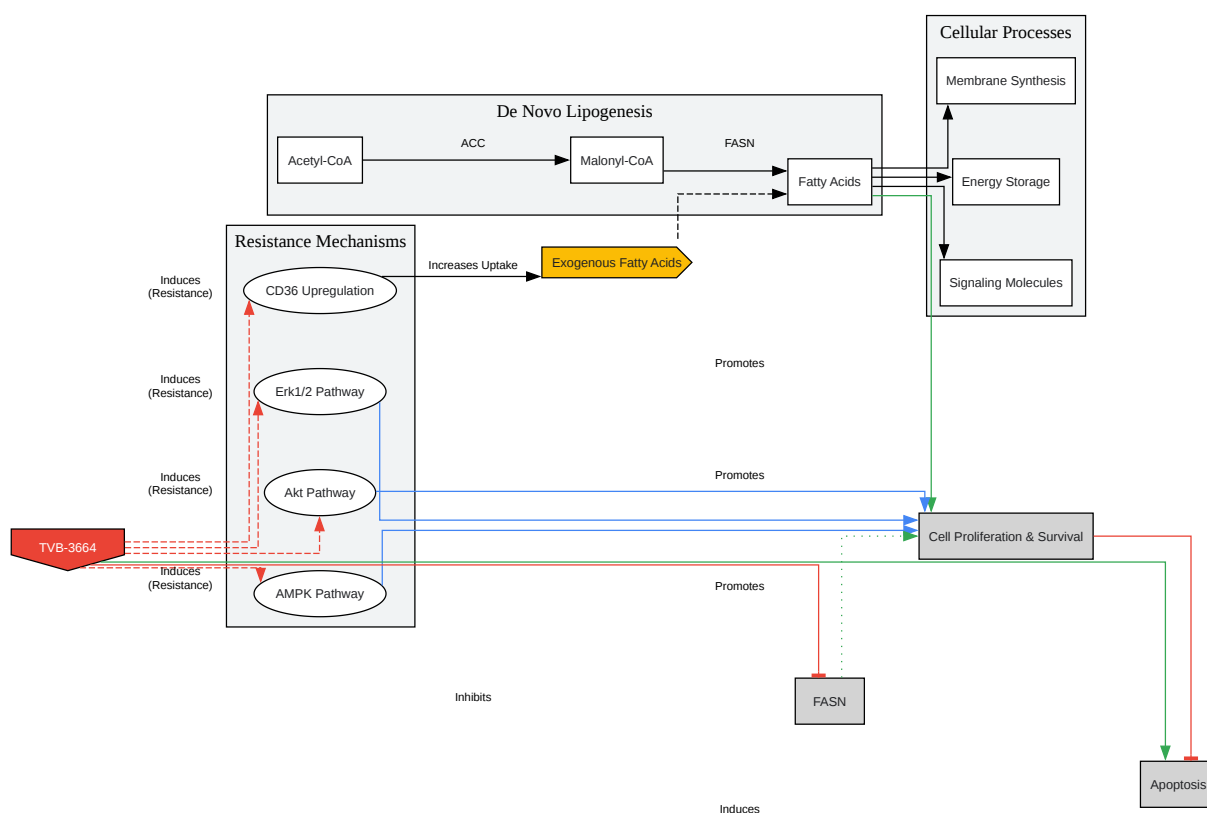 Cellular Processes
Membrane Synthesis
De Novo Lipogenesis
Acetyl-CoA
ACC
Malonyl-CoA
FASN
Fatty Acids
Energy Storage
Signaling Molecules
Resistance Mechanisms
Induces
(Resistance)
CD36 Upregulation
Increases Uptake
Exogenous Fatty Acids
Induces
(Resistance)
Erk1/2 Pathway
Promotes
Induces
(Resistance)
Akt Pathway
Promotes
TVB-3664
Cell Proliferation & Survival
Induces
(Resistance)
AMPK Pathway
Promotes
Inhibits
FASN
Apoptosis
Induces